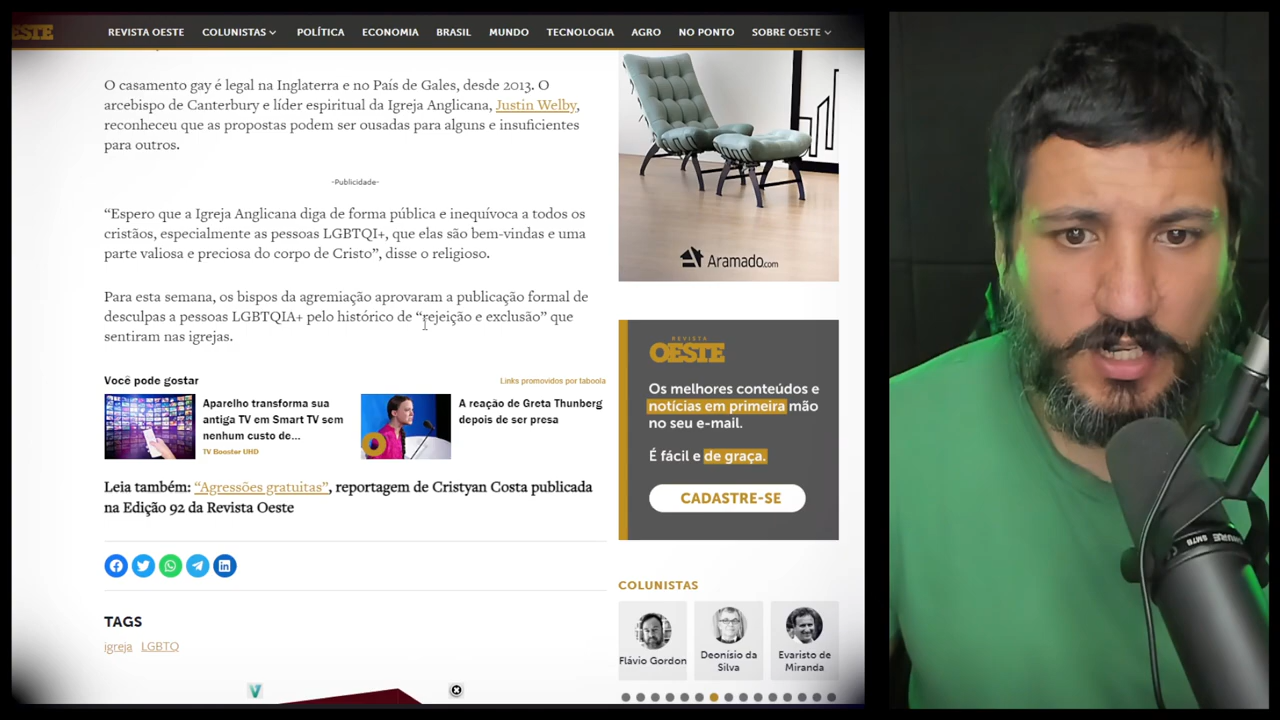 ESTE
REVISTA OESTE
COLUNISTAS
POLÍTICA
ECONOMIA
BRASIL
MUNDO
TECNOLOGIA
AGRO
NO PONTO
SOBRE OESTE
O casamento gay é legal na Inglaterra e no País de Gales, desde 2013. O
arcebispo de Canterbury e líder espiritual da Igreja Anglicana, Justin Welby,
reconheceu que as propostas podem ser ousadas para alguns e insuficientes
para outros.
-Publicidade-
“Espero que a Igreja Anglicana diga de forma pública e inequívoca a todos os
cristãos, especialmente as pessoas LGBTQI+, que elas são bem-vindas e uma
parte valiosa e preciosa do corpo de Cristo”, disse o religioso.
Para esta semana, os bispos da agremiação aprovaram a publicação formal de
desculpas a pessoas LGBTQIA+ pelo histórico de “rejeição e exclusão” que
sentiram nas igrejas.
Você pode gostar
Links promovidos por taboola
Aparelho transforma sua
antiga TV em Smart TV sem
nenhum custo de...
TV Booster UHD
A reação de Greta Thunberg
depois de ser presa
Leia também: “Agressões gratuitas”, reportagem de Cristyan Costa publicada
na Edição 92 da Revista Oeste
TAGS
igreja LGBTQ
Aramado.com
REVISTA
OESTE
Os melhores conteúdos e
notícias em primeira mão
no seu e-mail.
É fácil e de graça.
CADASTRE-SE
COLUNISTAS
Flávio Gordon
Deonísio da
Silva
Evaristo de
Miranda
SHURE SM7B